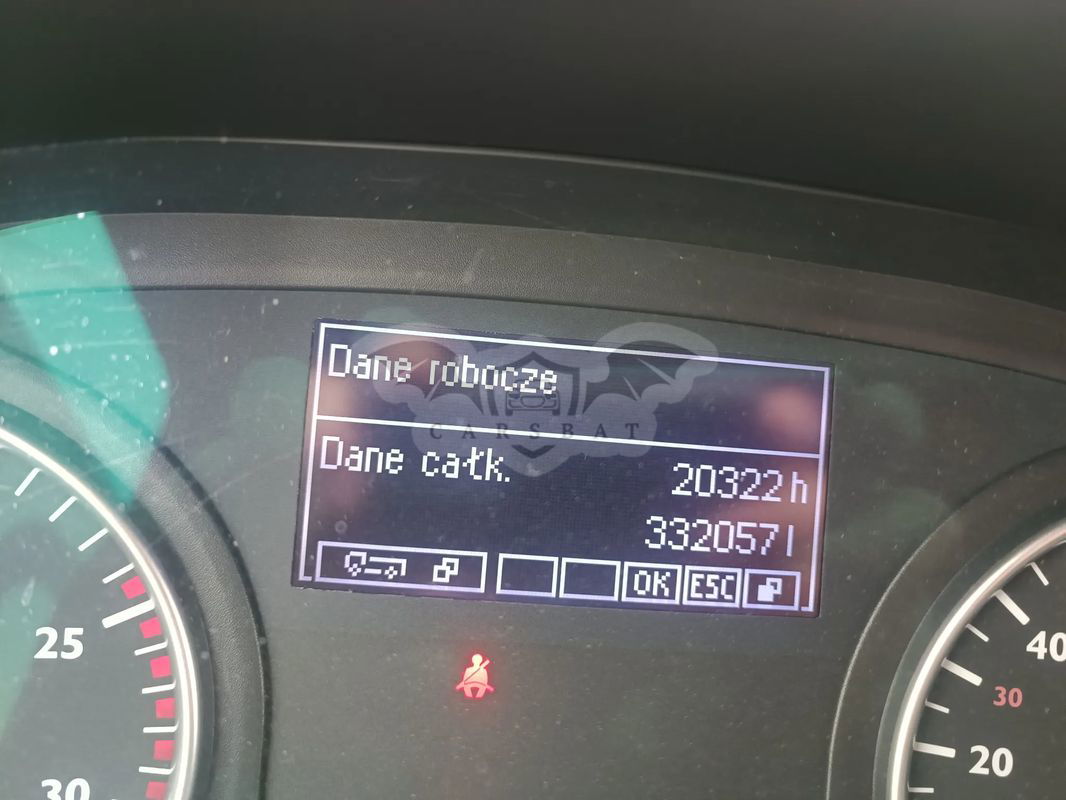 Dane robocze
CARSBAT
Dane całk. 20322 h
332057 l
OK ESC
25
30
40
30
20